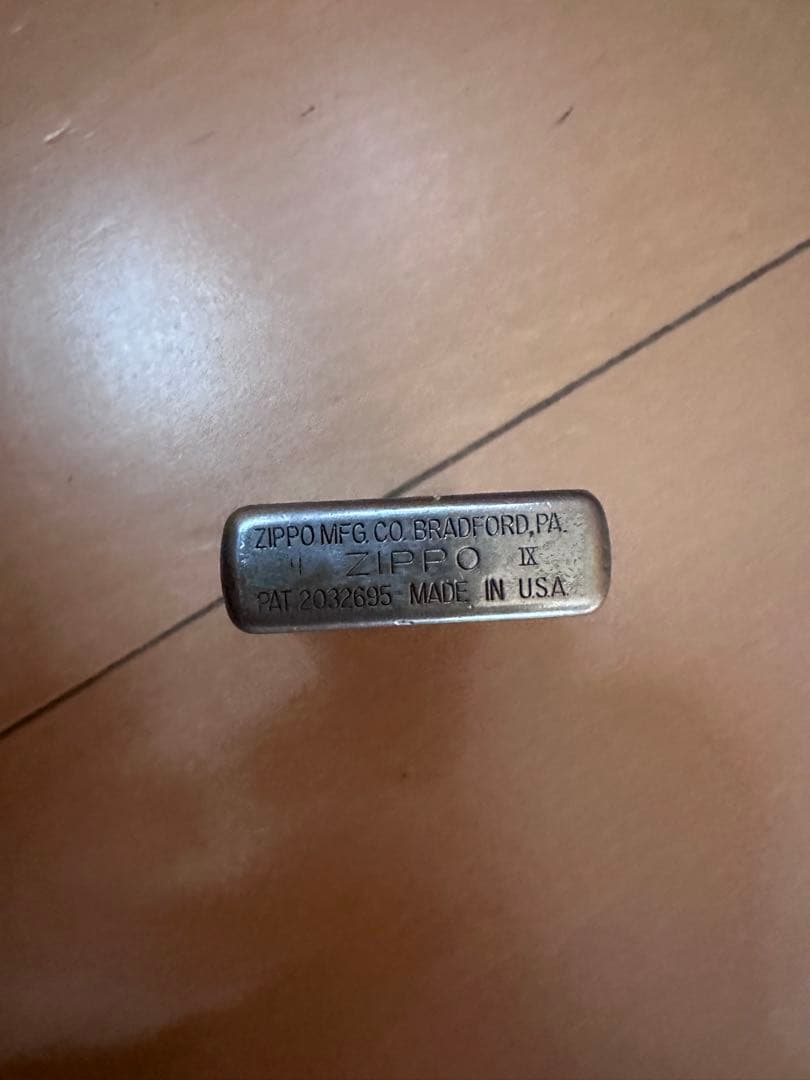 ZIPPO MFG. CO. BRADFORD, PA.
ZIPPO IX
PAT. 2032695 MADE IN U.S.A.